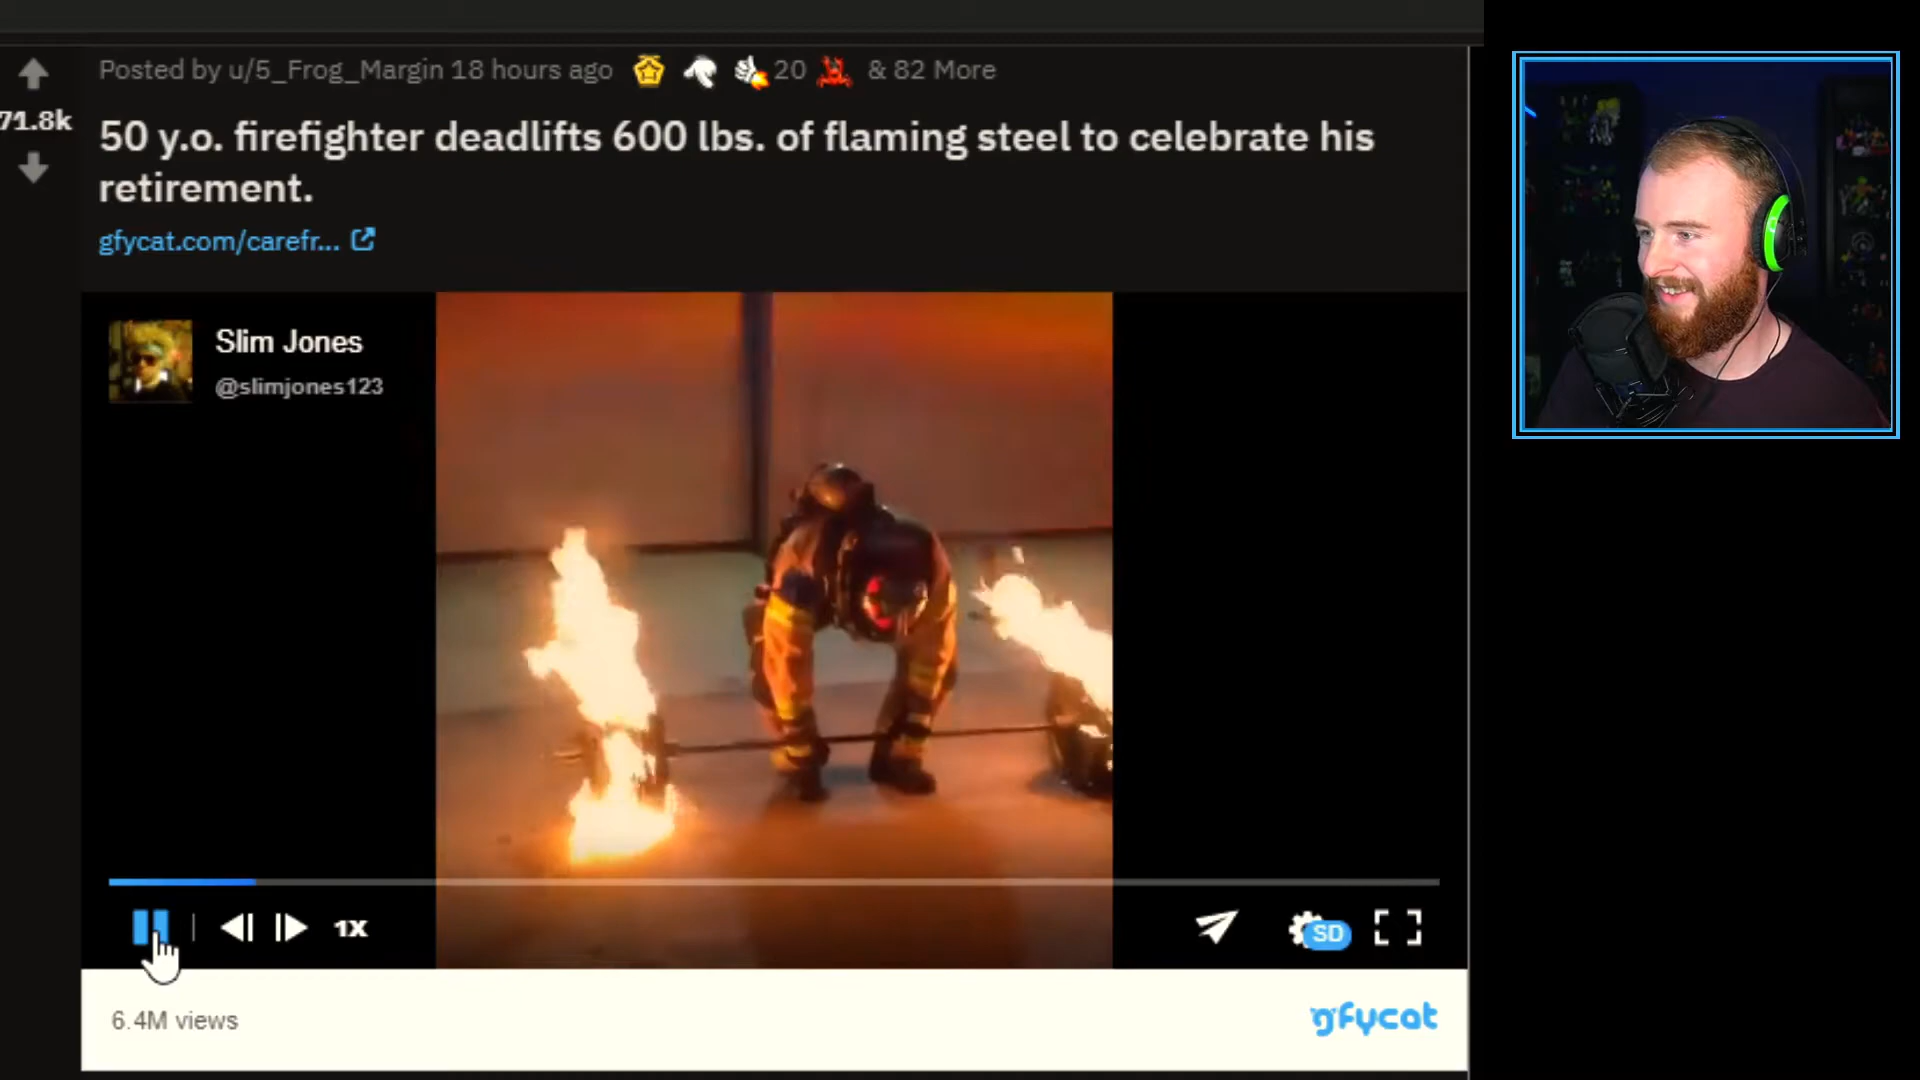 Posted by u/5_Frog_Margin 18 hours ago 20 & 82 More
71.8k
50 y.o. firefighter deadlifts 600 lbs. of flaming steel to celebrate his
retirement.
gfycat.com/carefr...
Slim Jones
@slimjones123
1X
SD
6.4M views
gfycat